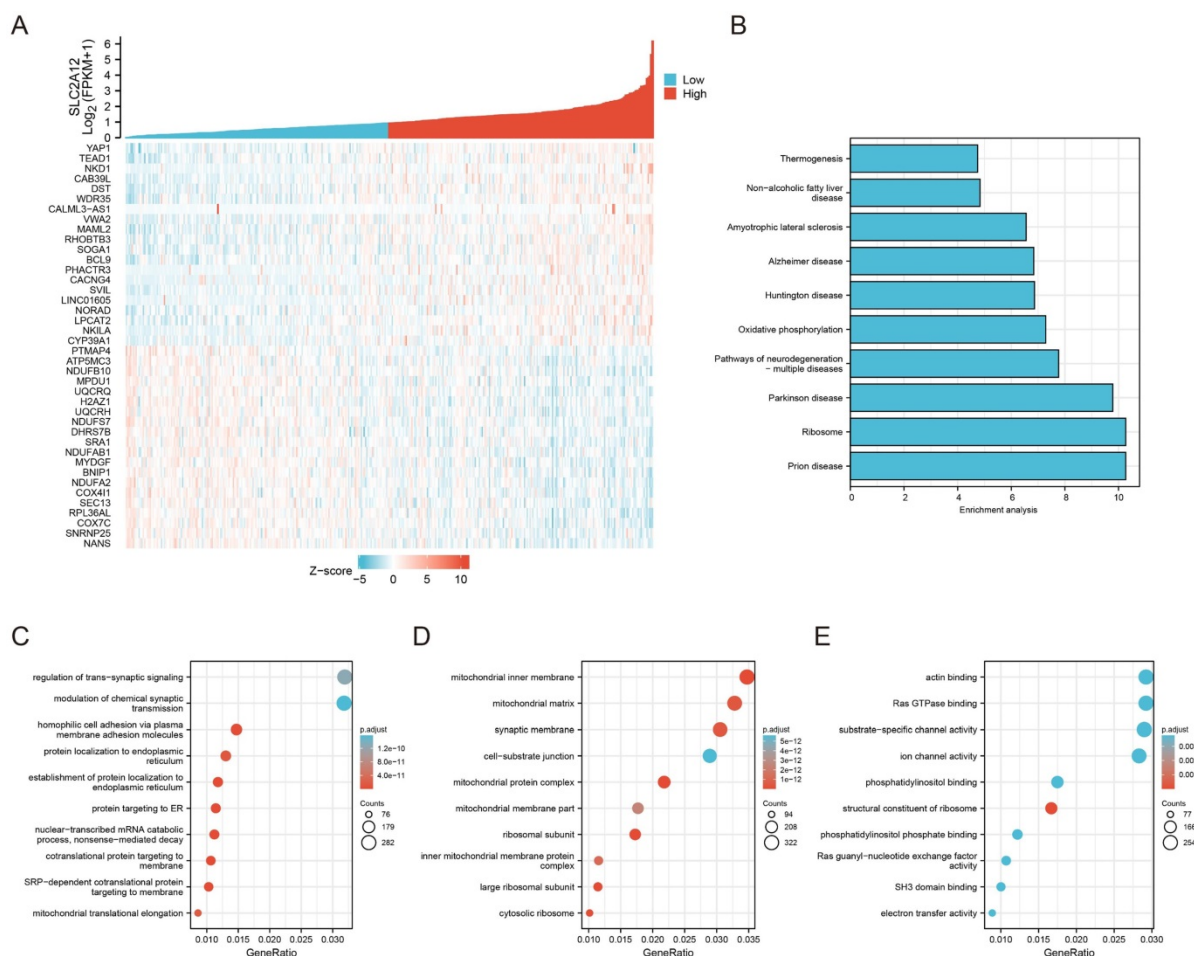 A
SLC2A12
Log2 (FPKM+1)
6
5
4
3
2
1
0
Low
High
YAP1
TEAD1
NKD1
CAB39L
DST
WDR35
CALML3−AS1
VWA2
MAML2
RHOBTB3
SOGA1
BCL9
PHACTR3
CACNG4
SVIL
LINC01605
NORAD
LPCAT2
NKILA
CYP39A1
PTMAP4
ATP5MC3
NDUFB10
MPDU1
UQCRQ
H2AZ1
UQCRH
NDUFS7
DHRS7B
SRA1
NDUFAB1
MYDGF
BNIP1
NDUFA2
COX4I1
SEC13
RPL36AL
COX7C
SNRNP25
NANS
Z−score
−5 0 5 10
B
Thermogenesis
Non−alcoholic fatty liver
disease
Amyotrophic lateral sclerosis
Alzheimer disease
Huntington disease
Oxidative phosphorylation
Pathways of neurodegeneration
− multiple diseases
Parkinson disease
Ribosome
Prion disease
0 2 4 6 8 10
Enrichment analysis
C
regulation of trans−synaptic signaling
modulation of chemical synaptic
transmission
homophilic cell adhesion via plasma
membrane adhesion molecules
protein localization to endoplasmic
reticulum
establishment of protein localization to
endoplasmic reticulum
protein targeting to ER
nuclear−transcribed mRNA catabolic
process, nonsense−mediated decay
cotranslational protein targeting to
membrane
SRP−dependent cotranslational protein
targeting to membrane
mitochondrial translational elongation
0.010 0.015 0.020 0.025 0.030
GeneRatio
p.adjust
1.2e−10
8.0e−11
4.0e−11
Counts
76
179
282
D
mitochondrial inner membrane
mitochondrial matrix
synaptic membrane
cell−substrate junction
mitochondrial protein complex
mitochondrial membrane part
ribosomal subunit
inner mitochondrial membrane protein
complex
large ribosomal subunit
cytosolic ribosome
0.010 0.015 0.020 0.025 0.030 0.035
GeneRatio
p.adjust
5e−12
4e−12
3e−12
2e−12
1e−12
Counts
94
208
322
E
actin binding
Ras GTPase binding
substrate−specific channel activity
ion channel activity
phosphatidylinositol binding
structural constituent of ribosome
phosphatidylinositol phosphate binding
Ras guanyl−nucleotide exchange factor
activity
SH3 domain binding
electron transfer activity
0.010 0.015 0.020 0.025 0.030
GeneRatio
p.adjust
0.00
0.00
0.00
Counts
77
166
254